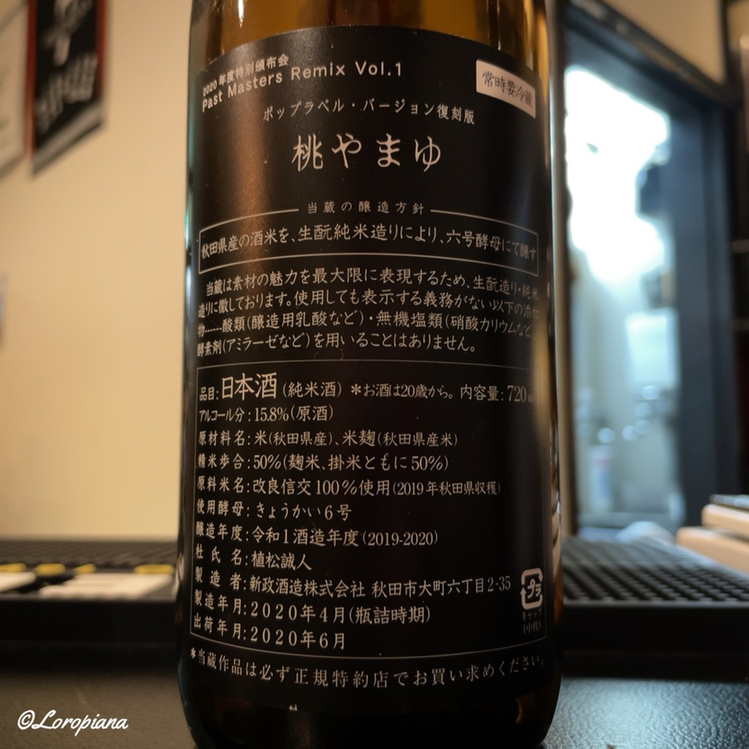 2020年度特別頒布会
Past Masters Remix Vol.1
常時要冷蔵
ポップラベル・バージョン復刻版
桃やまゆ
当蔵の醸造方針
秋田県産の酒米を、生酛純米造りにより、六号酵母にて醸す
当蔵は素材の魅力を最大限に表現するため、生酛造り・純米
造りに徹しております。使用しても表示する義務がない以下の添
物……酸類(醸造用乳酸など)・無機塩類(硝酸カリウムなど)
酵素剤(アミラーゼなど)を用いることはありません。
品目:日本酒(純米酒) *お酒は20歳から。内容量:720
アルコール分:15.8%(原酒)
原材料名:米(秋田県産)、米麹(秋田県産米)
精米歩合:50%(麹米、掛米ともに50%)
原料米名:改良信交100%使用(2019年秋田県収穫)
使用酵母:きょうかい6号
醸造年度:令和1酒造年度(2019-2020)
杜氏名:植松誠人
製造者:新政酒造株式会社 秋田市大町六丁目2-35
製造年月:2020年4月(瓶詰時期)
出荷年月:2020年6月
プラ
キャップ
*当蔵作品は必ず正規特約店でお買い求めください。
©Loropiana